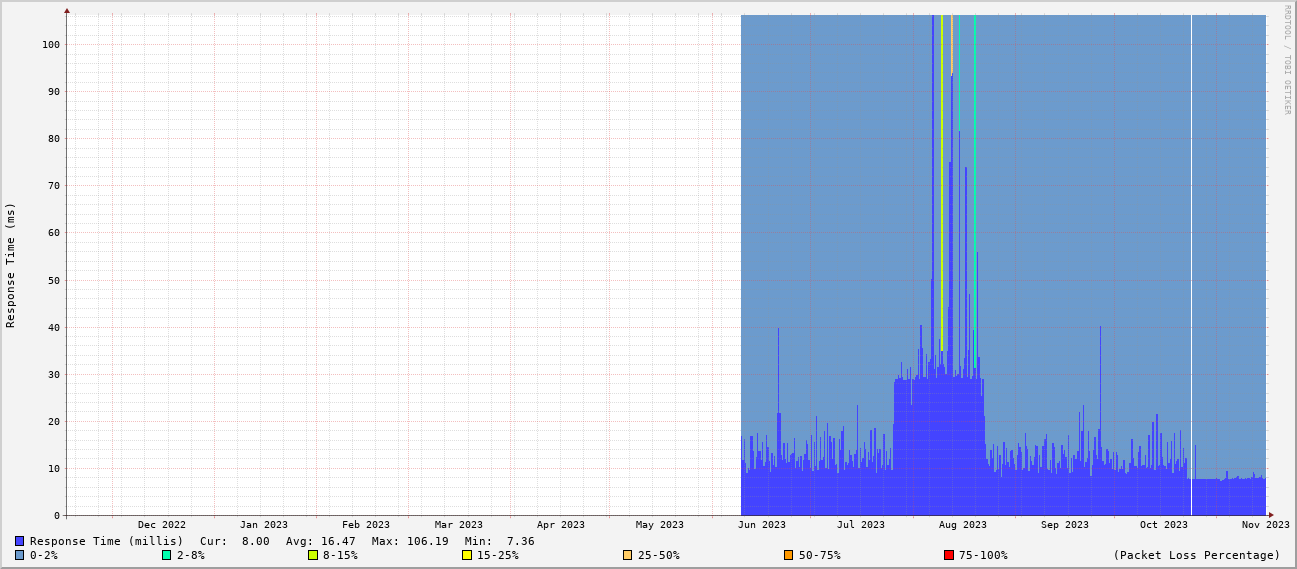 RRDTOOL / TOBI OETIKER
Response Time (ms)
100
90
80
70
60
50
40
30
20
10
0
Dec 2022 Jan 2023 Feb 2023 Mar 2023 Apr 2023 May 2023 Jun 2023 Jul 2023 Aug 2023 Sep 2023 Oct 2023 Nov 2023
Response Time (millis) Cur: 8.00 Avg: 16.47 Max: 106.19 Min: 7.36
0-2% 2-8% 8-15% 15-25% 25-50% 50-75% 75-100% (Packet Loss Percentage)